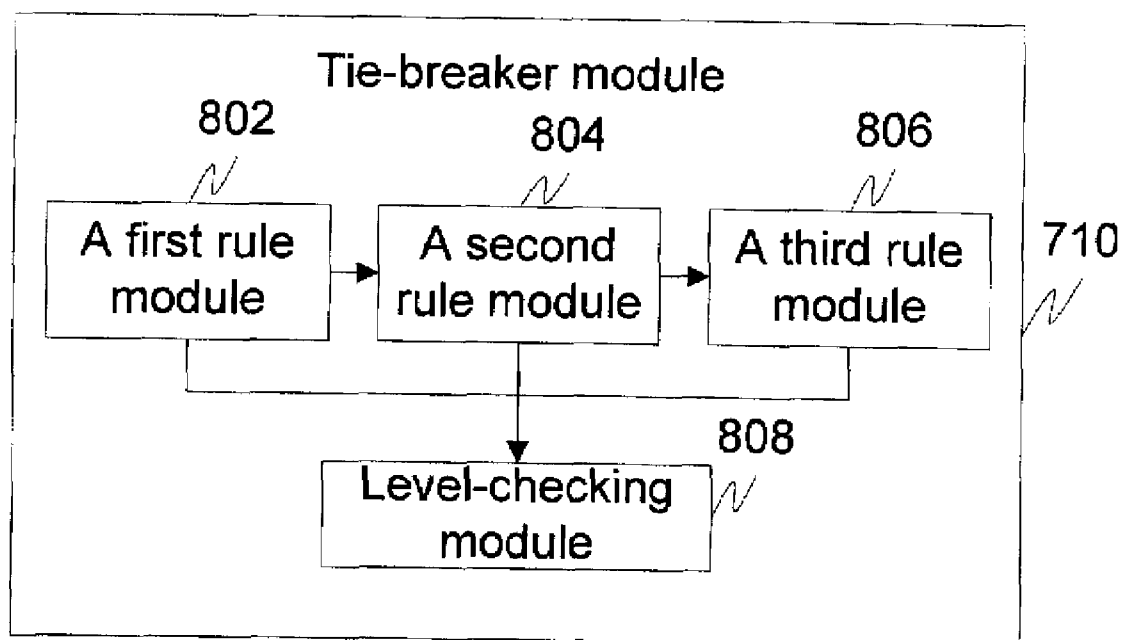 Tie-breaker module
802
804
806
A first rule
module
A second
rule module
A third rule
module
710
808
Level-checking
module